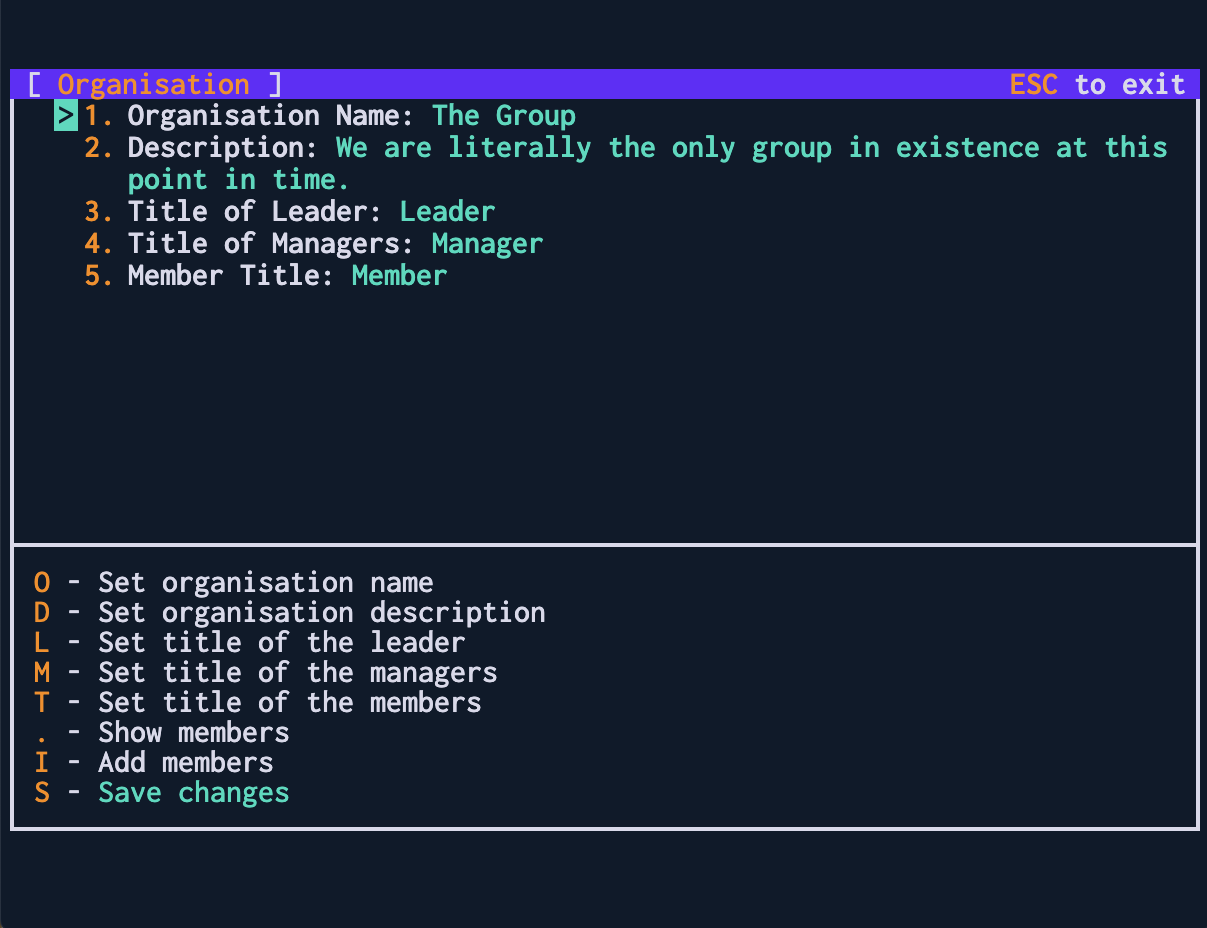 [ Organisation ] ESC to exit
>1. Organisation Name: The Group
2. Description: We are literally the only group in existence at this
point in time.
3. Title of Leader: Leader
4. Title of Managers: Manager
5. Member Title: Member
O - Set organisation name
D - Set organisation description
L - Set title of the leader
M - Set title of the managers
T - Set title of the members
. - Show members
I - Add members
S - Save changes